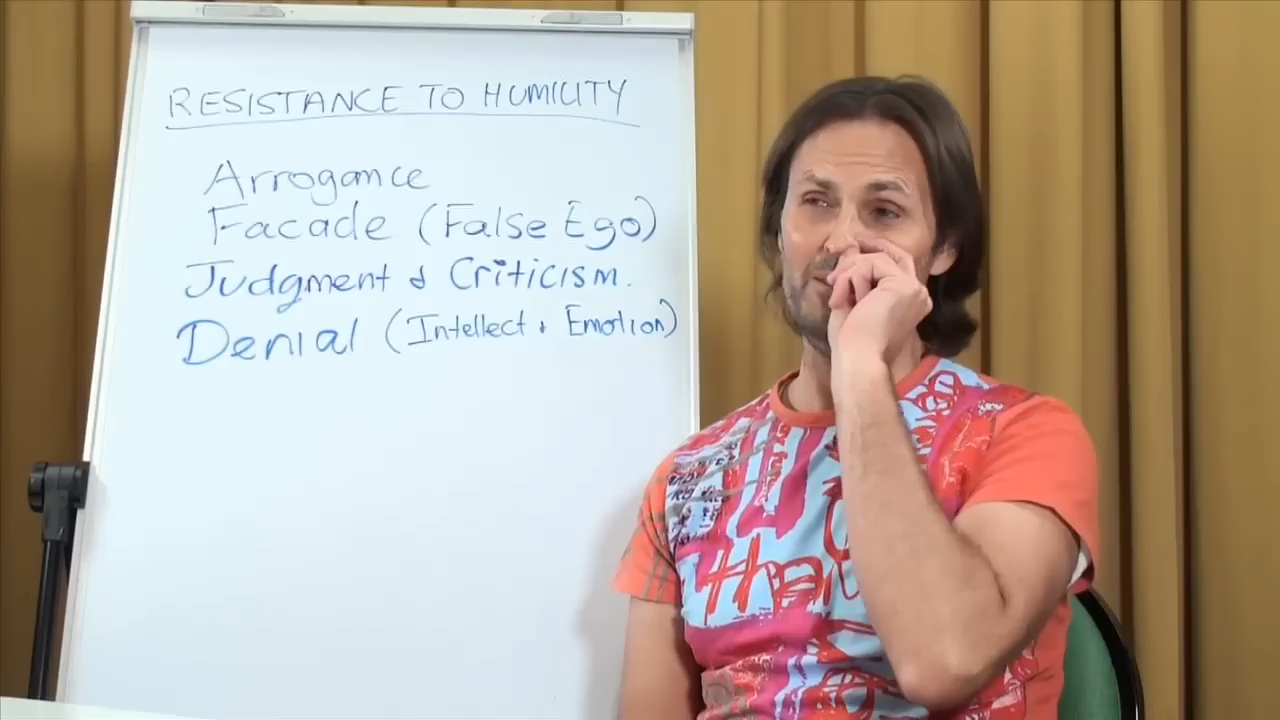 RESISTANCE TO HUMILITY
Arrogance
Facade (False Ego)
Judgment & Criticism.
Denial (Intellect + Emotion)